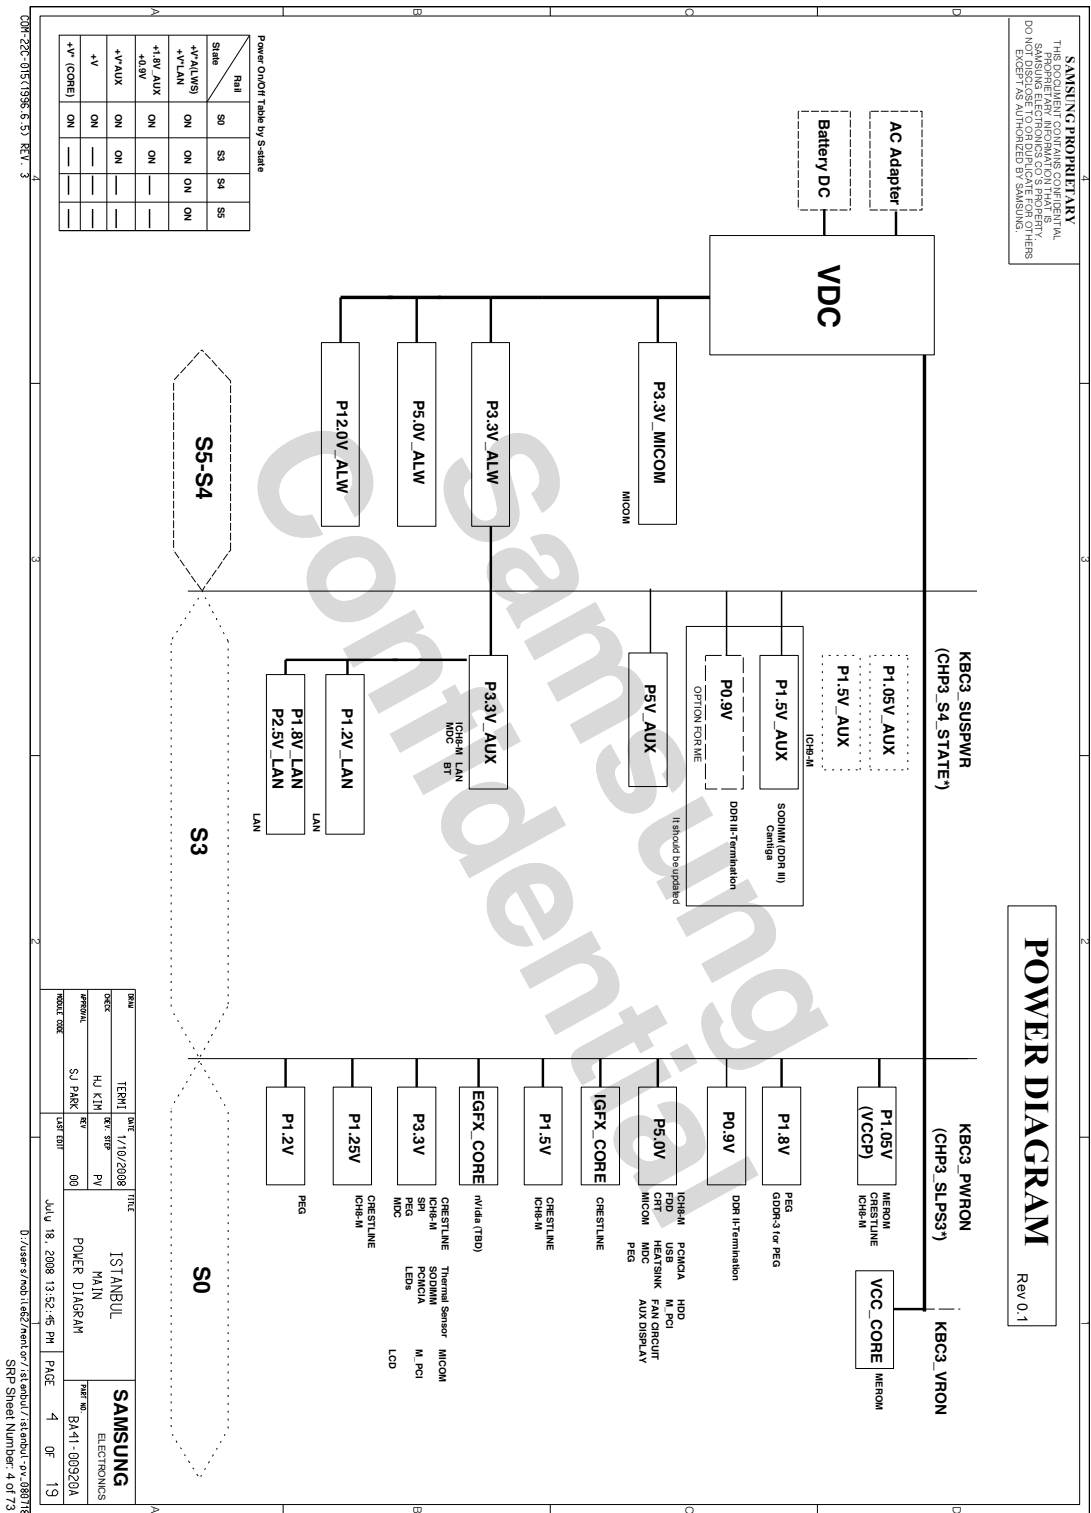 SAMSUNG PROPRIETARY
THIS DOCUMENT CONTAINS CONFIDENTIAL
PROPRIETARY INFORMATION THAT IS
SAMSUNG ELECTRONICS CO'S PROPERTY.
DO NOT DISCLOSE TO OR DUPLICATE FOR OTHERS
EXCEPT AS AUTHORIZED BY SAMSUNG.
POWER DIAGRAM
Rev 0.1
4
3
2
1
D
C
B
A
AC Adapter
Battery DC
VDC
KBC3_SUSPWR
(CHP3_S4_STATE*)
KBC3_PWRON
(CHP3_SLPS3*)
KBC3_VRON
P3.3V_MICOM
MICOM
P3.3V_ALW
P5.0V_ALW
P12.0V_ALW
P1.05V_AUX
P1.5V_AUX
ICH9-M
P1.5V_AUX
SODIMM (DDR III)
Cantiga
P0.9V
DDR III-Termination
OPTION FOR ME
It should be updated
P5V_AUX
P3.3V_AUX
ICH8-M LAN
MDC BT
P1.2V_LAN
LAN
P1.8V_LAN
P2.5V_LAN
LAN
VCC_CORE
MEROM
P1.05V
(VCCP)
MEROM
CRESTLINE
ICH8-M
P1.8V
PEG
GDDR-3 for PEG
P0.9V
DDR II-Termination
P5.0V
ICH8-M PCMCIA HDD
FDD USB M_PCI
CRT HEATSINK FAN CIRCUIT
MICOM MDC AUX DISPLAY
PEG
IGFX_CORE
CRESTLINE
P1.5V
CRESTLINE
ICH8-M
EGFX_CORE
nVidia (TBD)
P3.3V
CRESTLINE Thermal Sensor MICOM
ICH8-M SODIMM
SPI PCMCIA M_PCI
PEG LEDs
MDC LCD
P1.25V
CRESTLINE
ICH8-M
P1.2V
PEG
S5-S4
S3
S0
Power On/Off Table by S-state
Rail
State S0 S3 S4 S5
+V*A(LWS)
+V*LAN ON ON ON ON
+1.8V_AUX
+0.9V ON ON — —
+V*AUX ON ON — —
+V ON — — —
+V* (CORE) ON — — —
Samsung
Confidential
DRAW TERMI
DATE 1/10/2008
TITLE ISTANBUL
MAIN
POWER DIAGRAM
CHECK HJ KIM
DEV. STEP PV
APPROVAL SJ PARK
REV 00
MODULE CODE
LAST EDIT July 18, 2008 13:52:45 PM
SAMSUNG
ELECTRONICS
PART NO. BA41-00920A
PAGE 4 OF 19
COM-22C-015(1996.6.5) REV. 3
D:/users/mobile62/mentor/istanbul/istanbul-pv_080718
SRP Sheet Number: 4 of 73